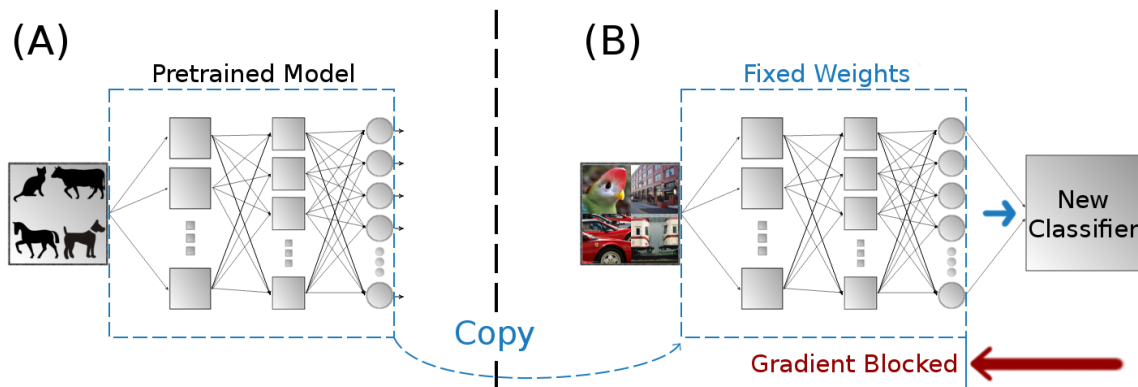 (A)
Pretrained Model
Copy
(B)
Fixed Weights
New
Classifier
Gradient Blocked